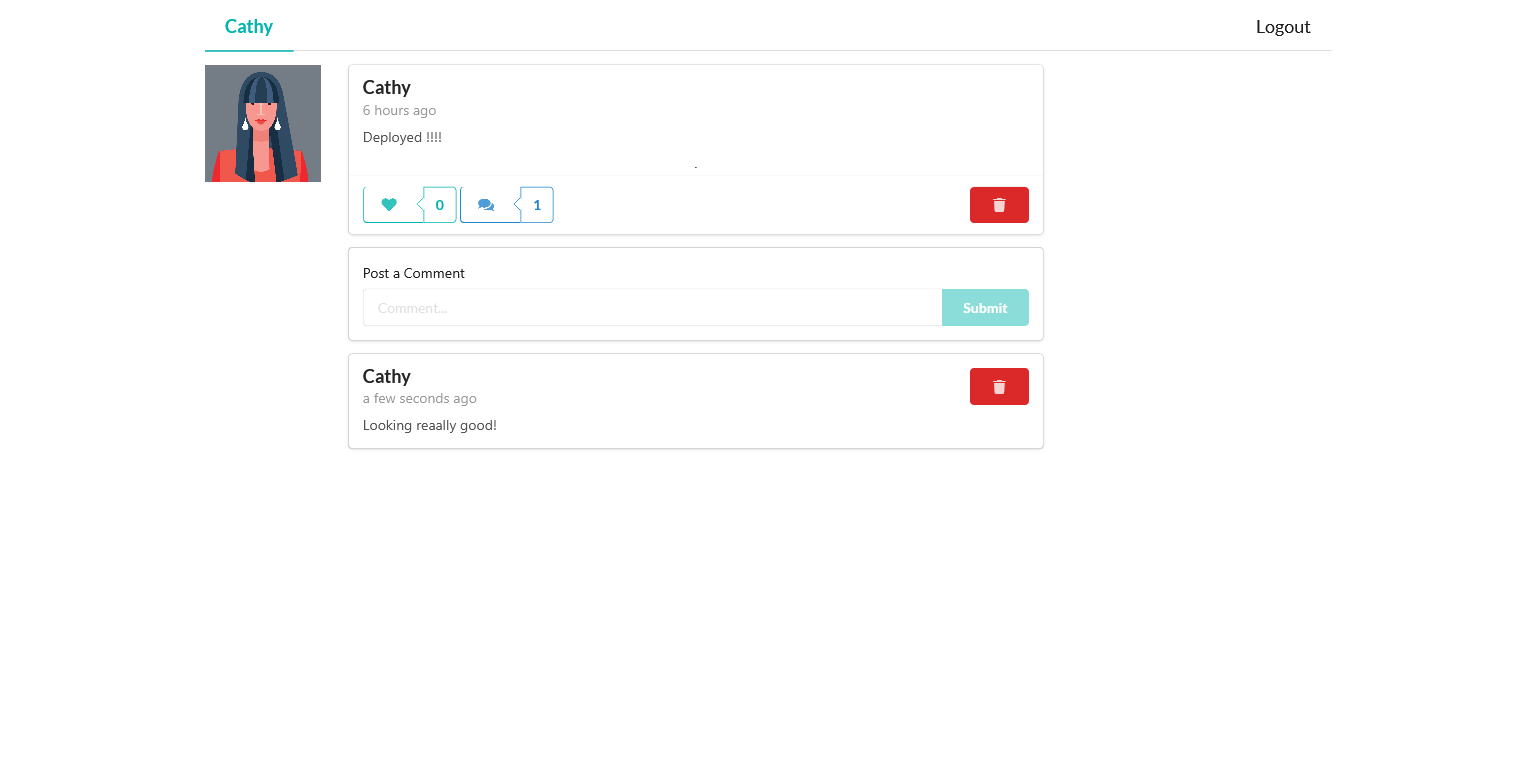 Cathy
Logout
Cathy
6 hours ago
Deployed !!!!
0
1
Post a Comment
Comment...
Submit
Cathy
a few seconds ago
Looking reaally good!